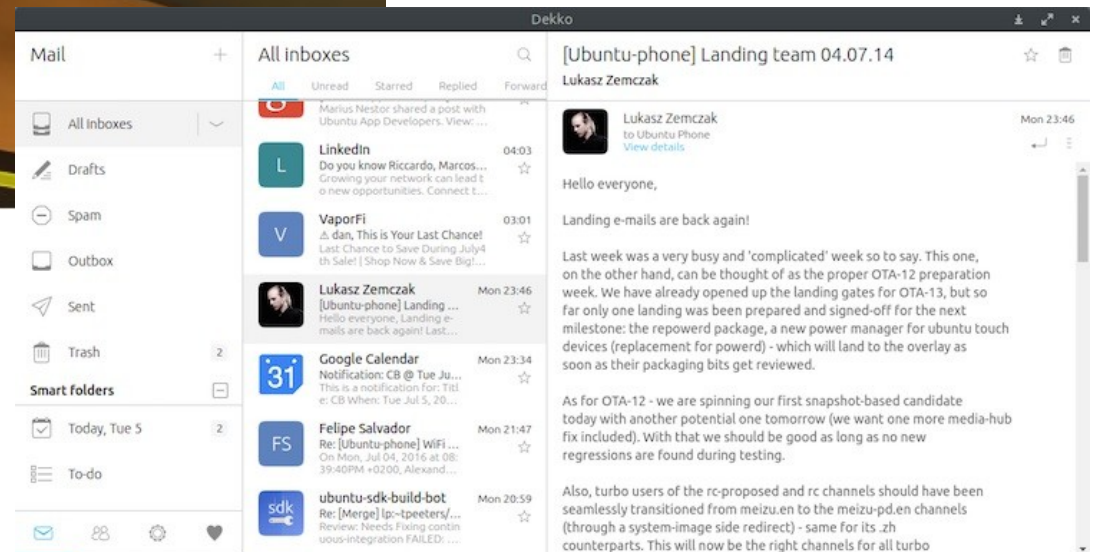 Dekko
Mail
All Inboxes
Drafts
Spam
Outbox
Sent
Trash
2
Smart folders
Today, Tue 5
2
To-do
All inboxes
All Unread Starred Replied Forward
Marius Nestor shared a post with
Ubuntu App Developers. View: ...
L
LinkedIn 04:03
Do you know Riccardo, Marcos...
Growing your network can lead t
o new opportunities. Connect t...
V
VaporFi 03:01
⚠ dan, This is Your Last Chance!
Last Chance to Save During July4
th Sale! | Shop Now & Save Big!...
Lukasz Zemczak Mon 23:46
[Ubuntu-phone] Landing ...
Hello everyone, Landing e-
mails are back again! Last...
31
Google Calendar Mon 23:34
Notification: CB @ Tue Ju...
This is a notification for: Titl
e: CB When: Tue Jul 5, 20...
FS
Felipe Salvador Mon 21:47
Re: [Ubuntu-phone] WiFi ...
On Mon, Jul 04, 2016 at 08:
39:40PM +0200, Alexand...
sdk
ubuntu-sdk-build-bot Mon 20:59
Re: [Merge] lp:~tpeeters/...
Review: Needs Fixing contin
uous-integration FAILED: ...
[Ubuntu-phone] Landing team 04.07.14
Lukasz Zemczak
Lukasz Zemczak Mon 23:46
to Ubuntu Phone
View details
Hello everyone,
Landing e-mails are back again!
Last week was a very busy and 'complicated' week so to say. This one,
on the other hand, can be thought of as the proper OTA-12 preparation
week. We have already opened up the landing gates for OTA-13, but so
far only one landing was been prepared and signed-off for the next
milestone: the repowerd package, a new power manager for ubuntu touch
devices (replacement for powerd) - which will land to the overlay as
soon as their packaging bits get reviewed.
As for OTA-12 - we are spinning our first snapshot-based candidate
today with another potential one tomorrow (we want one more media-hub
fix included). With that we should be good as long as no new
regressions are found during testing.
Also, turbo users of the rc-proposed and rc channels should have been
seamlessly transitioned from meizu.en to the meizu-pd.en channels
(through a system-image side redirect) - same for its .zh
counterparts. This will now be the right channels for all turbo